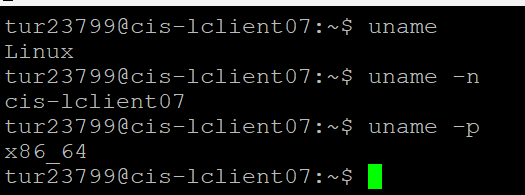 tur23799@cis-lclient07:~$ uname
Linux
tur23799@cis-lclient07:~$ uname -n
cis-lclient07
tur23799@cis-lclient07:~$ uname -p
x86_64
tur23799@cis-lclient07:~$